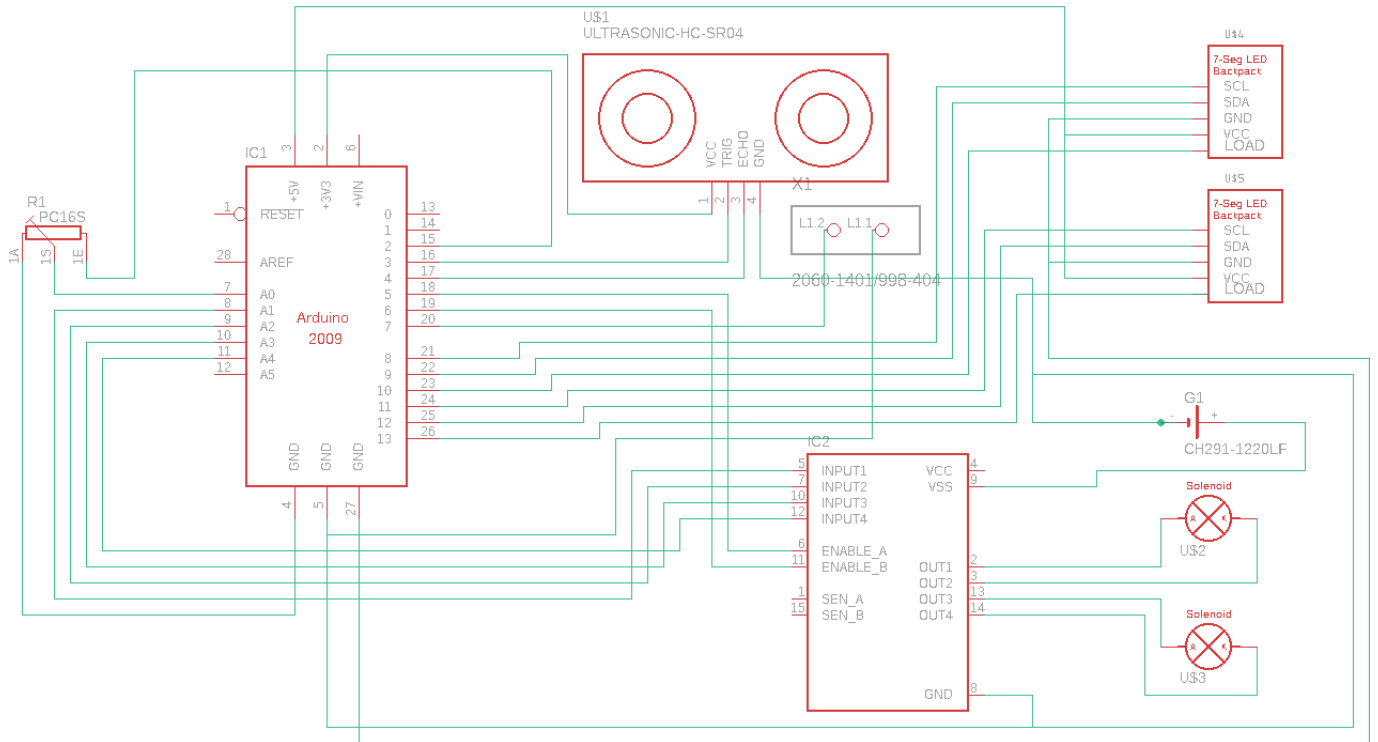 U$1
ULTRASONIC-HC-SR04
VCC
TRIG
ECHO
GND
1
2
3
4
U$4
7-Seg LED
Backpack
SCL
SDA
GND
VCC
LOAD
U$5
7-Seg LED
Backpack
SCL
SDA
GND
VCC
LOAD
X1
L1.2
L1.1
2060-1401/998-404
IC1
3
2
6
+5V
+3V3
+VIN
1
RESET
28
AREF
7
A0
8
A1
9
A2
10
A3
11
A4
12
A5
Arduino
2009
0
13
1
14
2
15
3
16
4
17
5
18
6
19
7
20
8
21
9
22
10
23
11
24
12
25
13
26
GND
GND
GND
4
5
27
R1
PC16S
1A
1S
1E
G1
-
+
CH291-1220LF
IC2
5
INPUT1
7
INPUT2
10
INPUT3
12
INPUT4
6
ENABLE_A
11
ENABLE_B
1
SEN_A
15
SEN_B
VCC
4
VSS
9
OUT1
2
OUT2
3
OUT3
13
OUT4
14
GND
8
Solenoid
A
K
U$2
Solenoid
A
K
U$3